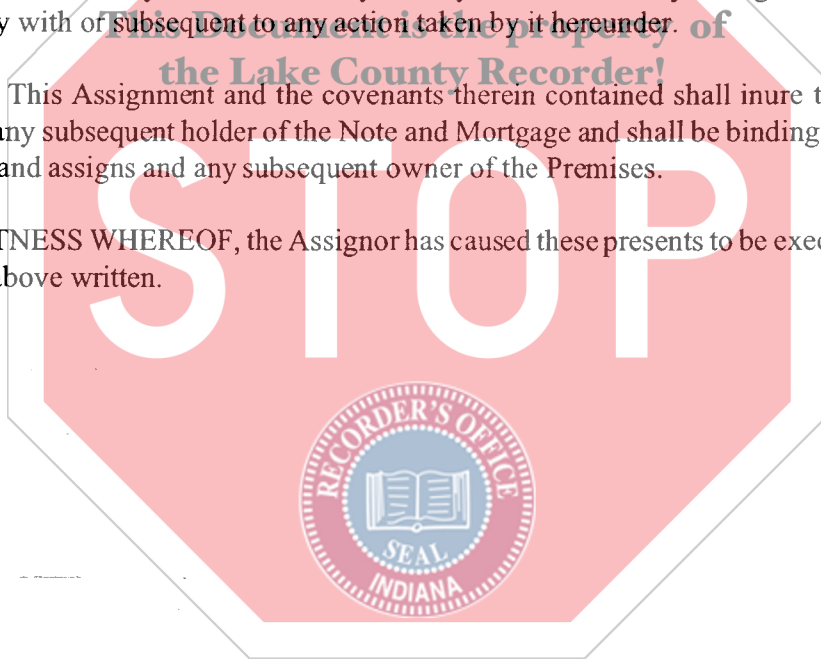 y with or subsequent to any action taken by it hereunder.
This Document is the property of
the Lake County Recorder!
This Assignment and the covenants therein contained shall inure t
any subsequent holder of the Note and Mortgage and shall be binding
and assigns and any subsequent owner of the Premises.
TNESS WHEREOF, the Assignor has caused these presents to be exec
above written.
STOP
RECORDER'S OFFICE
SEAL
INDIANA